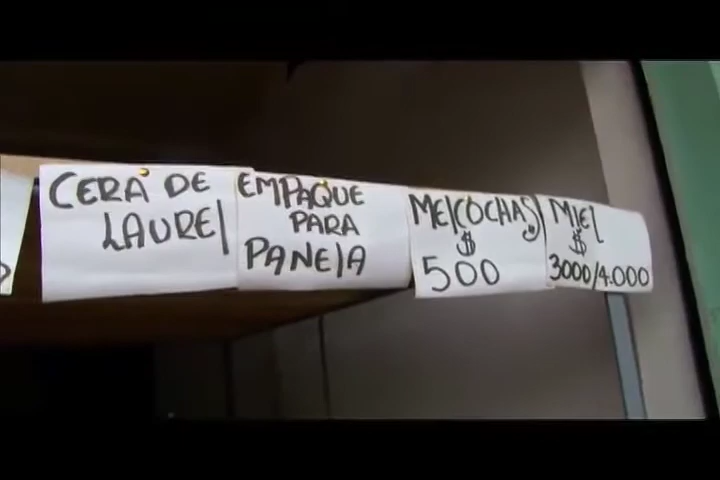 CERA DE
LAUREL
EMPAQUE
PARA
PANELA
MELCOCHAS
$
500
MIEL
$
3000/4.000